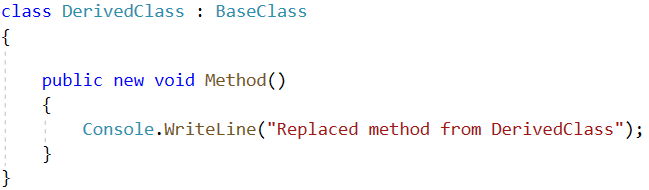 class DerivedClass : BaseClass
{
public new void Method()
{
Console.WriteLine("Replaced method from DerivedClass");
}
}